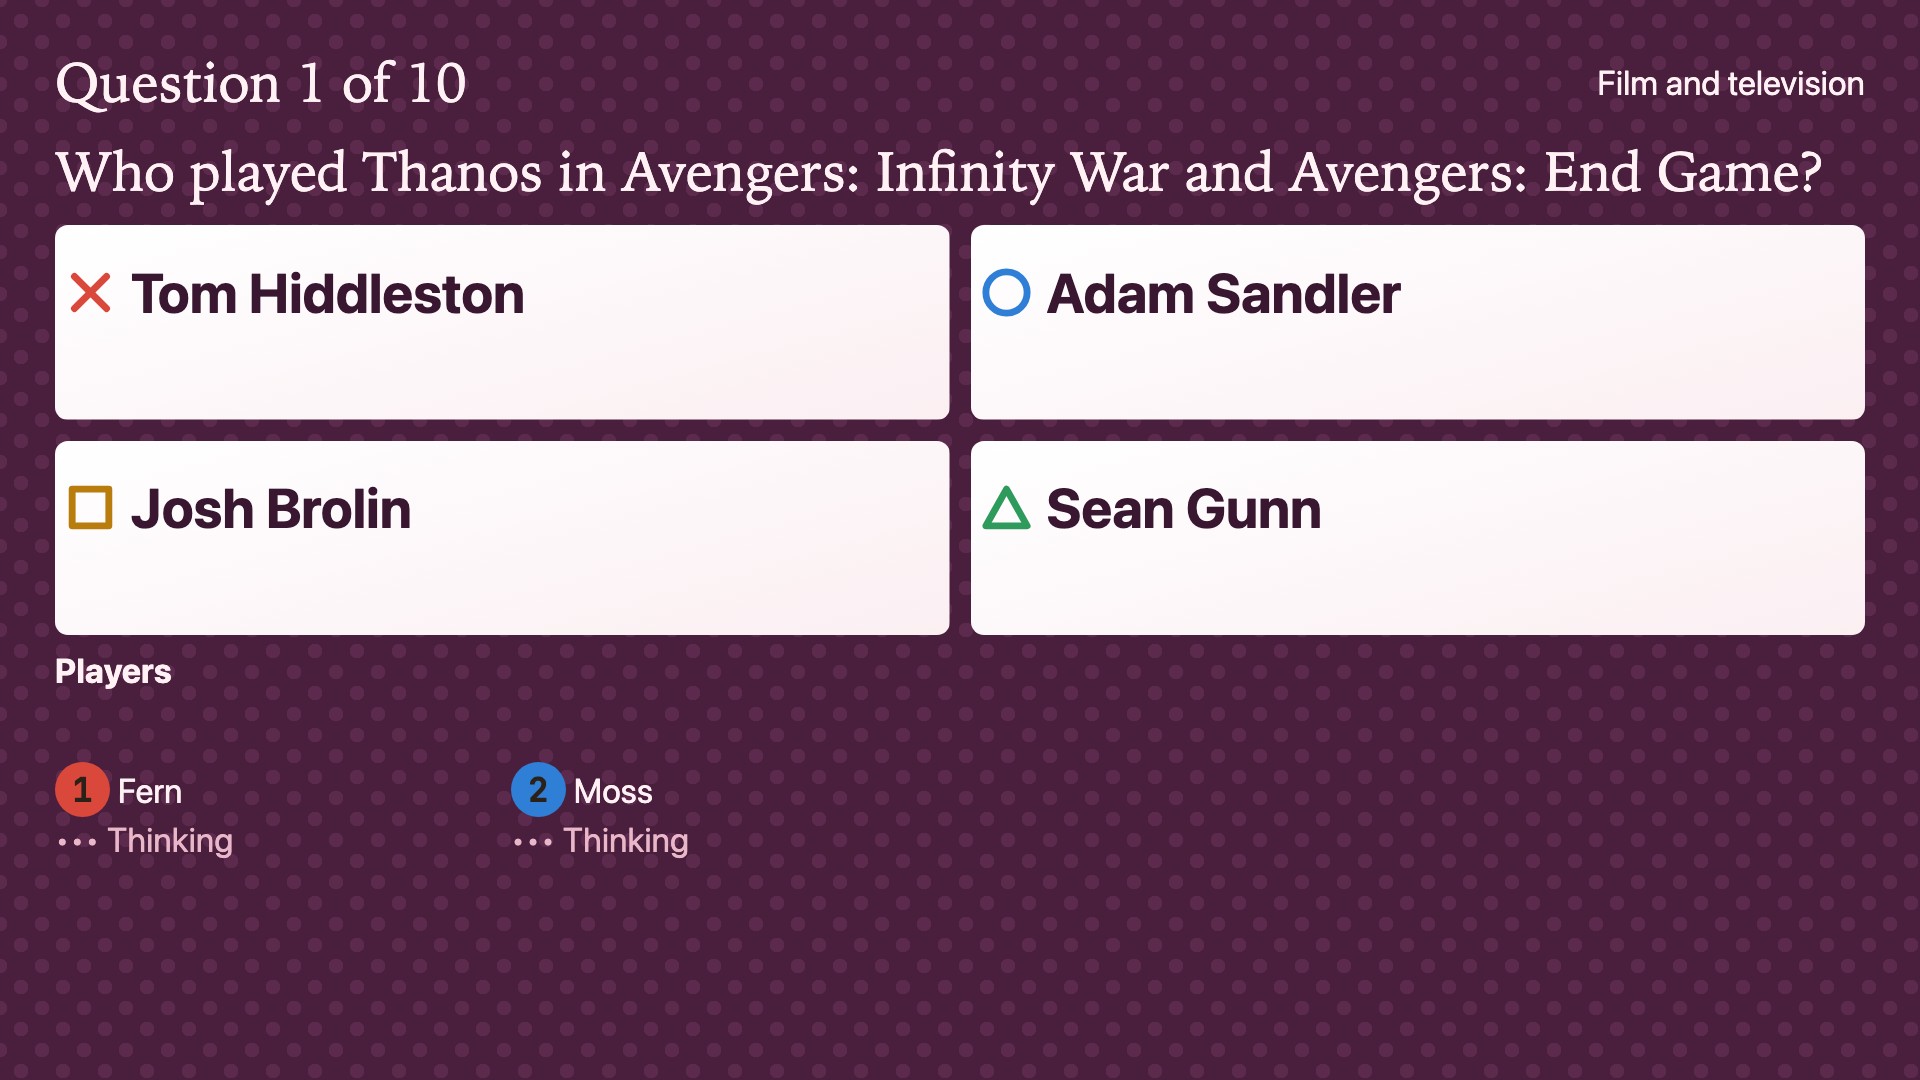 Question 1 of 10
Film and television
Who played Thanos in Avengers: Infinity War and Avengers: End Game?
Tom Hiddleston
Adam Sandler
Josh Brolin
Sean Gunn
Players
1 Fern
2 Moss
Thinking
Thinking